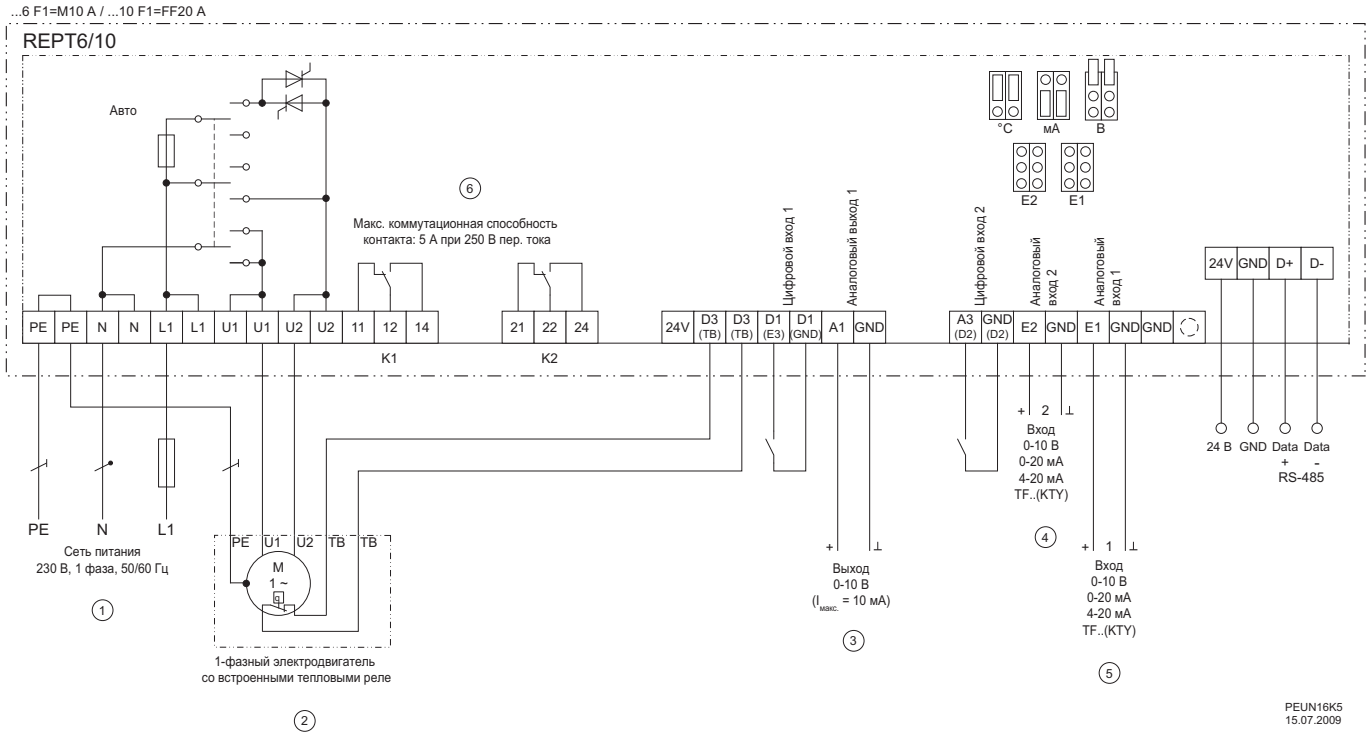 ...6 F1=M10 A / ...10 F1=FF20 A
REPT6/10
Авто
°C мА В
E2 E1
6
Макс. коммутационная способность
контакта: 5 А при 250 В пер. тока
Цифровой вход 1
Аналоговый выход 1
Цифровой вход 2
Аналоговый
вход 2
Аналоговый
вход 1
24V GND D+ D-
PE PE N N L1 L1 U1 U1 U2 U2 11 12 14
21 22 24
24V D3 (TB) D3 (TB) D1 (E3) D1 (GND) A1 GND
A3 (D2) GND (D2) E2 GND E1 GND GND
K1
K2
24 В GND Data + Data -
RS-485
+ 2 ⊥
Вход
0-10 В
0-20 мА
4-20 мА
TF..(KTY)
4
PE N L1
Сеть питания
230 В, 1 фаза, 50/60 Гц
1
PE U1 U2 TB TB
M
1 ~
1-фазный электродвигатель
со встроенными тепловыми реле
2
+ ⊥
Выход
0-10 В
(Iмакс. = 10 мА)
3
+ 1 ⊥
Вход
0-10 В
0-20 мА
4-20 мА
TF..(KTY)
5
PEUN16K5
15.07.2009